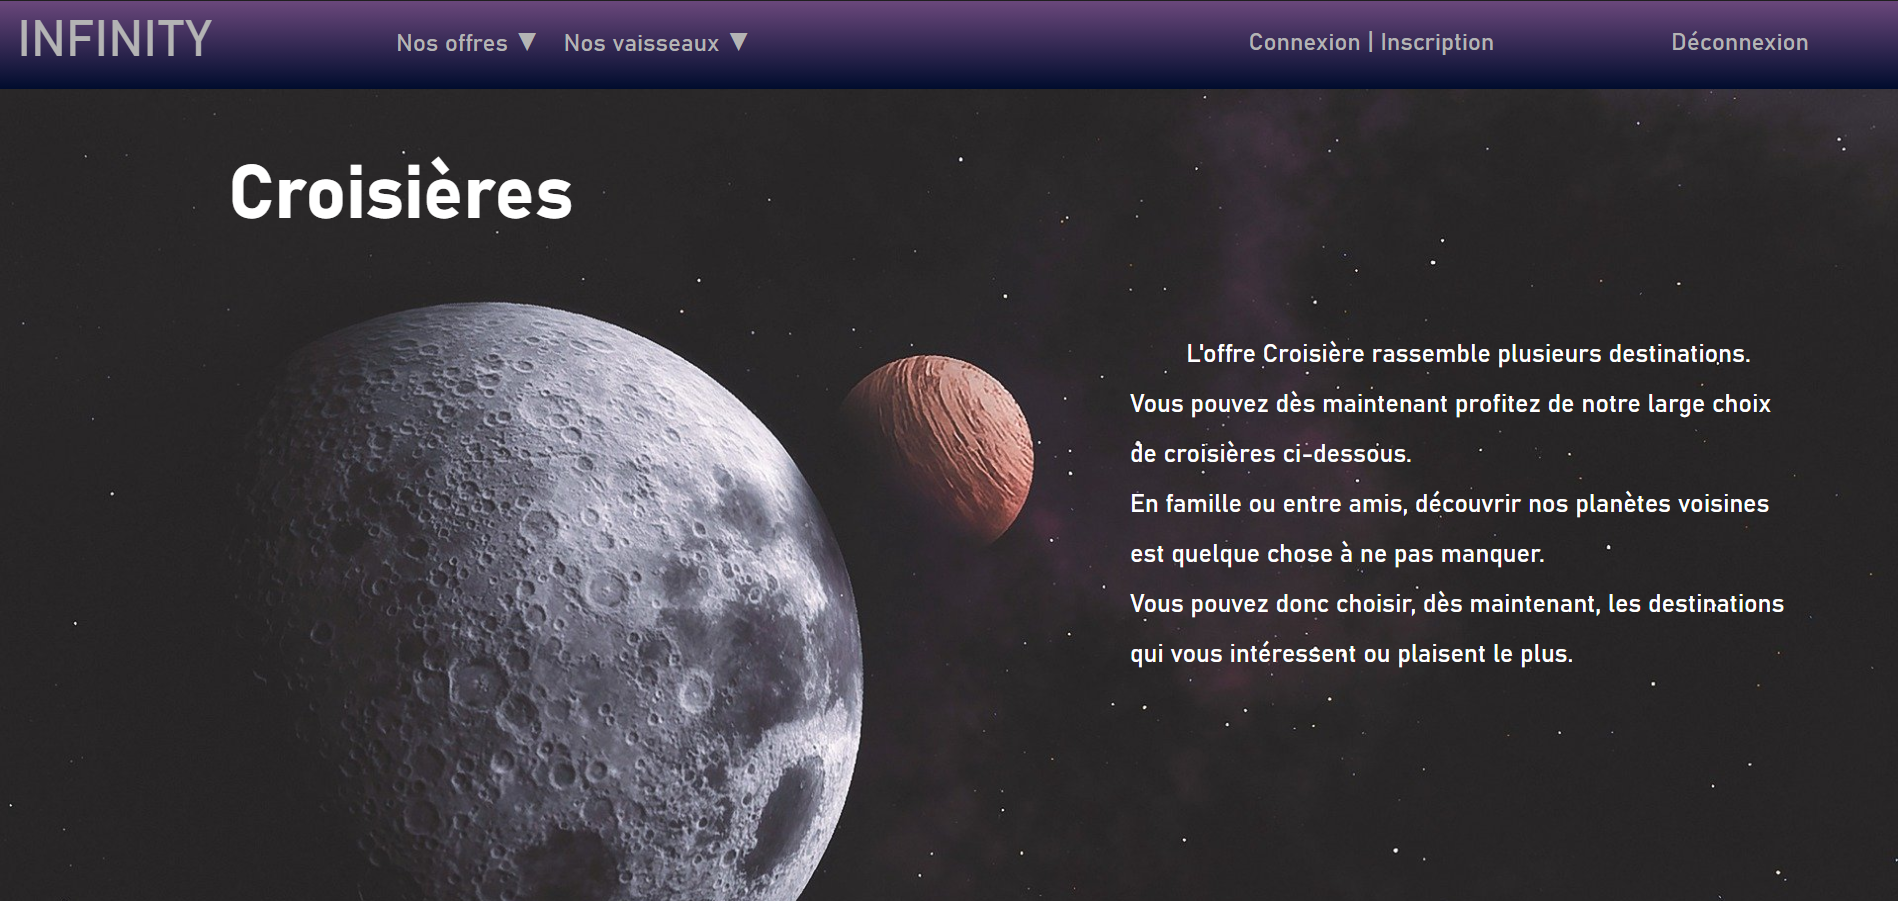 INFINITY
Nos offres ▼ Nos vaisseaux ▼ Connexion | Inscription Déconnexion
Croisières
L'offre Croisière rassemble plusieurs destinations.
Vous pouvez dès maintenant profitez de notre large choix
de croisières ci-dessous.
En famille ou entre amis, découvrir nos planètes voisines
est quelque chose à ne pas manquer.
Vous pouvez donc choisir, dès maintenant, les destinations
qui vous intéressent ou plaisent le plus.